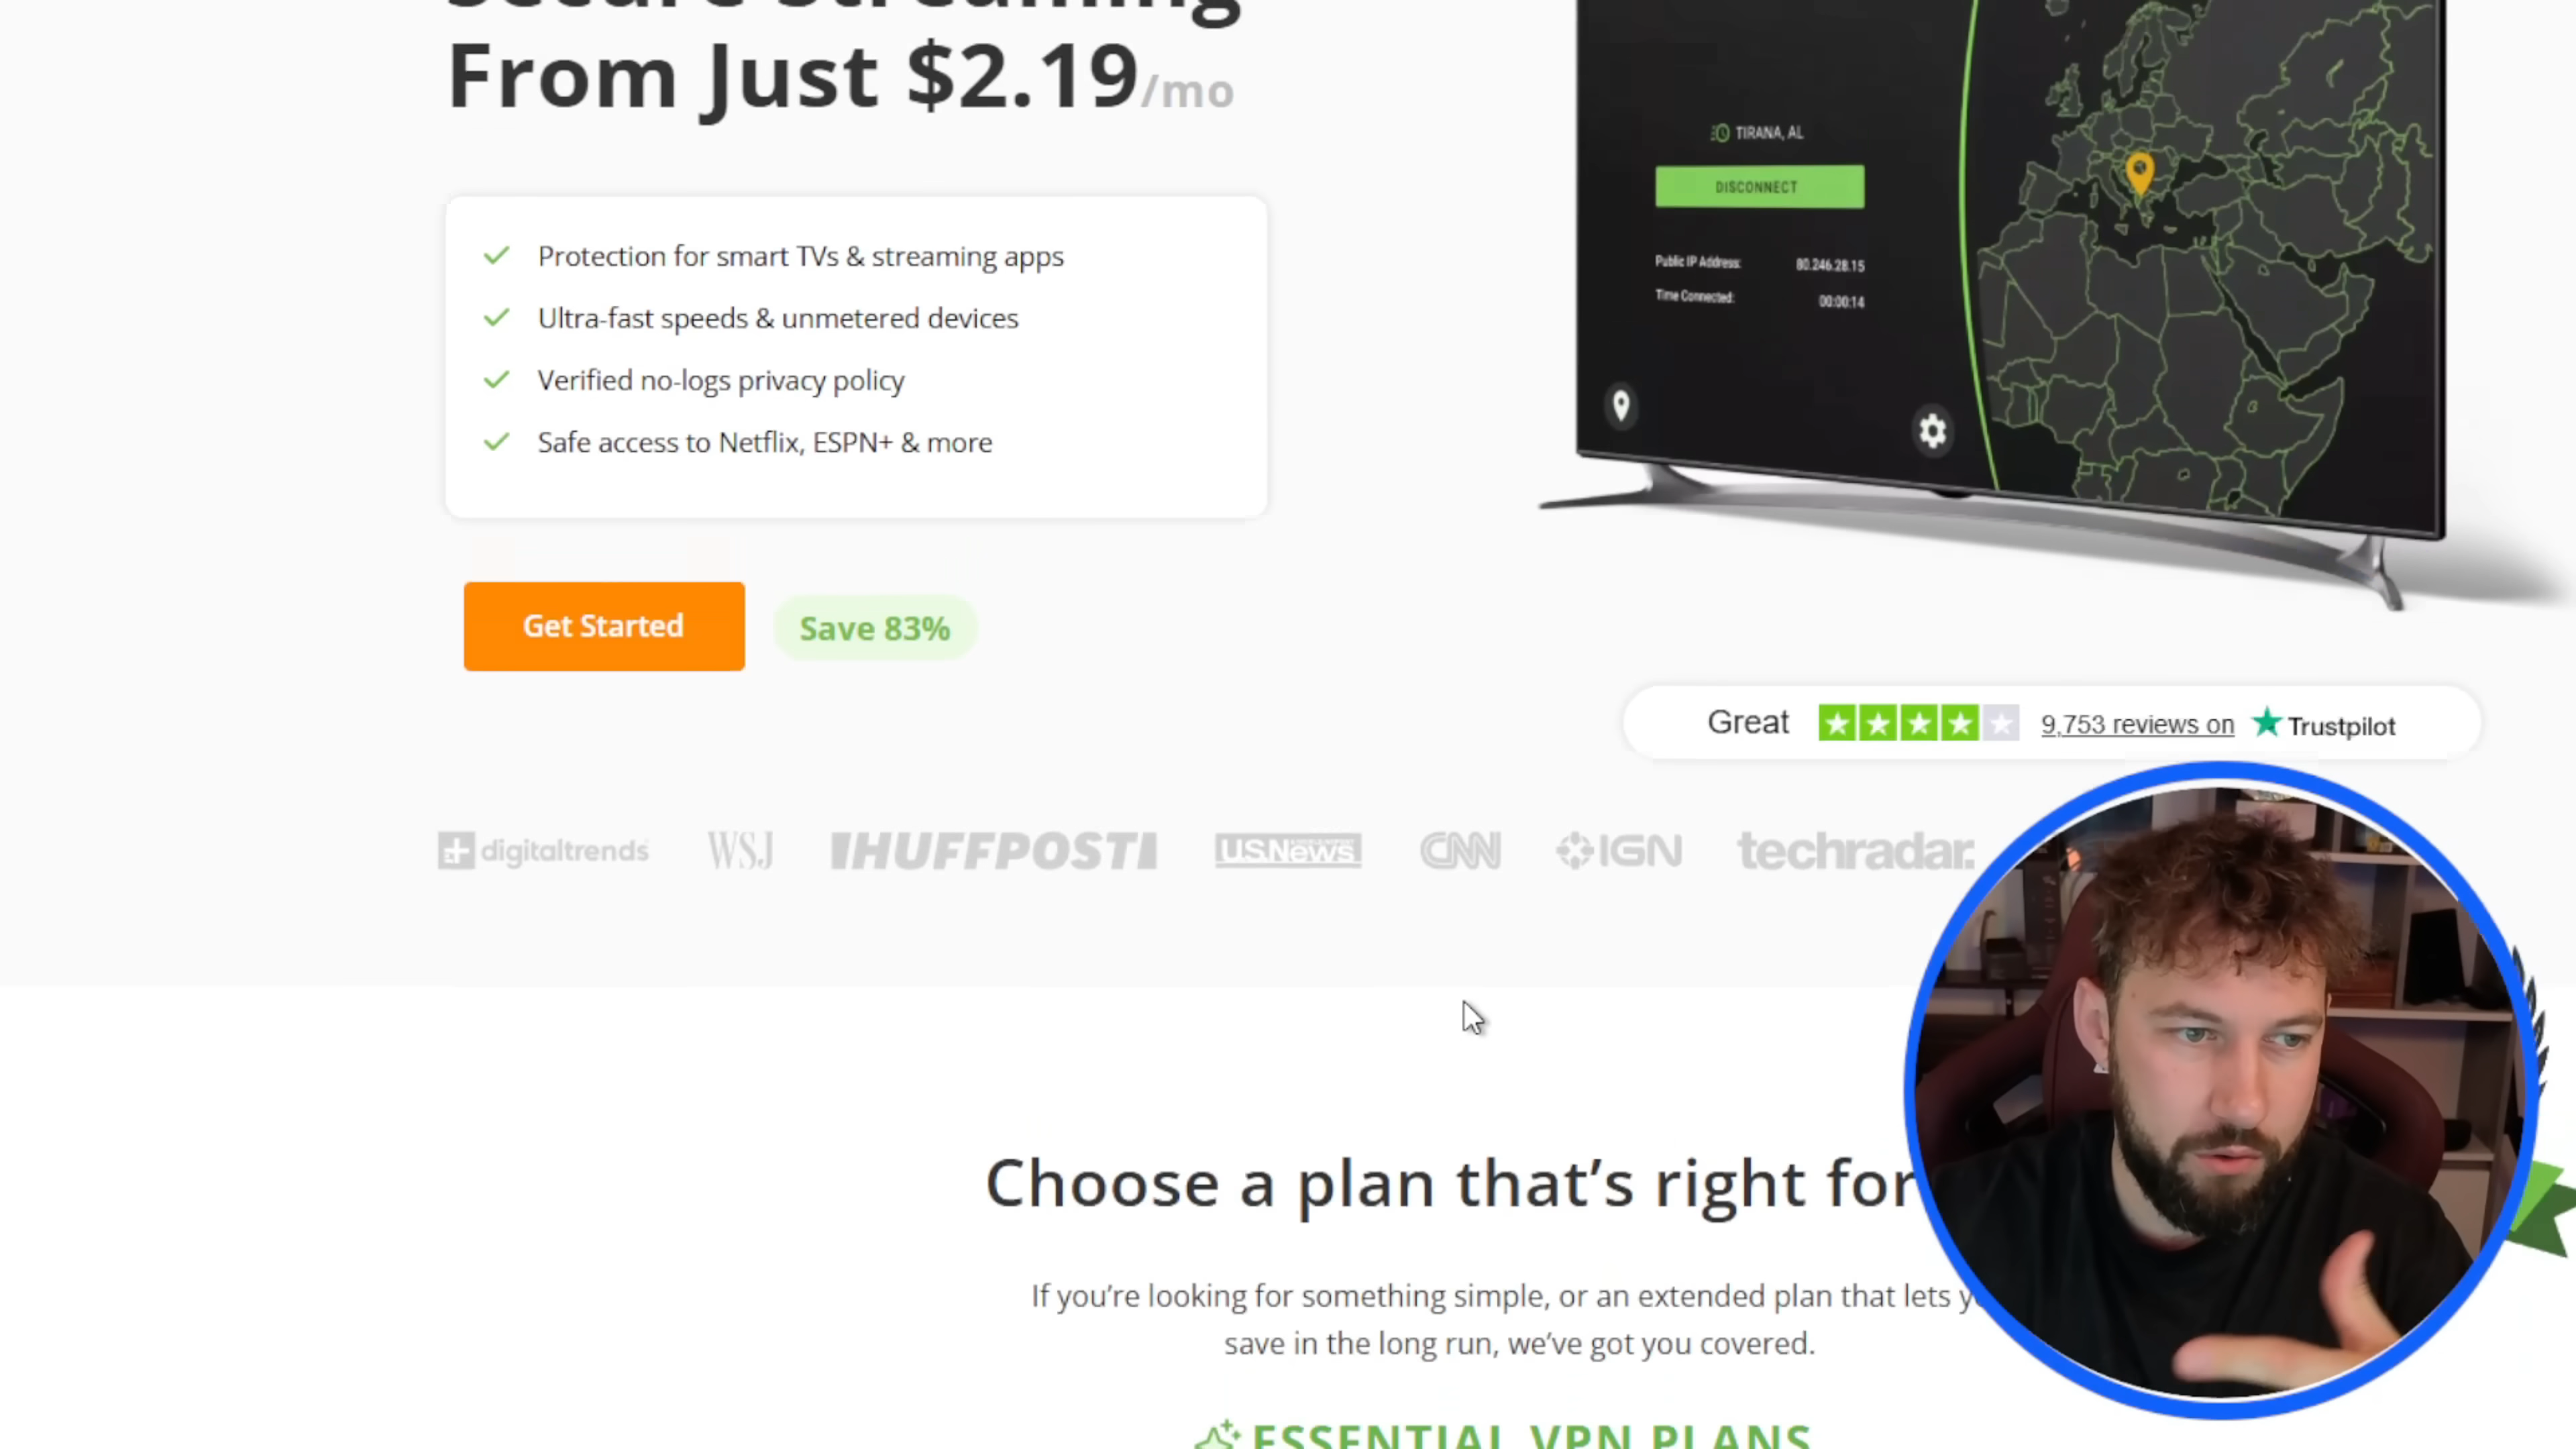 Secure Streaming
From Just $2.19/mo
Protection for smart TVs & streaming apps
Ultra-fast speeds & unmetered devices
Verified no-logs privacy policy
Safe access to Netflix, ESPN+ & more
Get Started
Save 83%
TIRANA, AL
DISCONNECT
Public IP Address: 80.246.28.15
Time Connected: 00:00:14
Great 9,753 reviews on Trustpilot
digitaltrends WSJ HUFFPOST U.S.News CNN IGN techradar.
Choose a plan that’s right for
If you’re looking for something simple, or an extended plan that lets
save in the long run, we’ve got you covered.
ESSENTIAL VPN PLANS